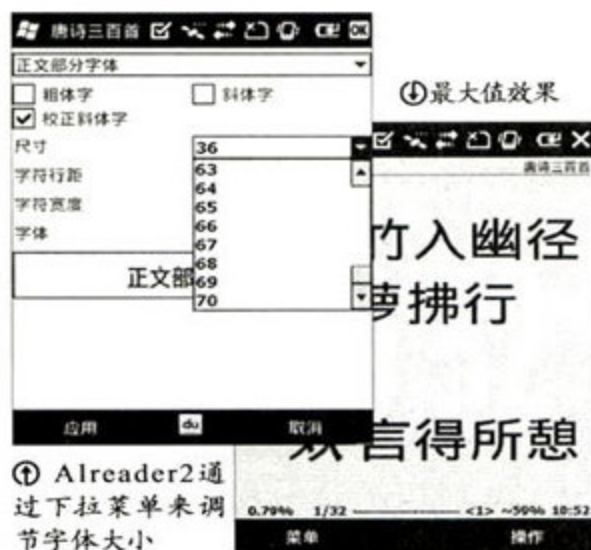 唐诗三百首 OK
正文部分字体
粗体字 斜体字
校正斜体字
尺寸 36
字符行距
字符宽度
字体
63
64
65
66
67
68
69
70
正文部
应用 du 取消
↑ Alreader2通
过下拉菜单来调
节字体大小
↓最大值效果
唐诗三百首
竹入幽径
萝拂行
欢言得所憩
0.79% 1/32 <1> ~59% 10:52
菜单 操作